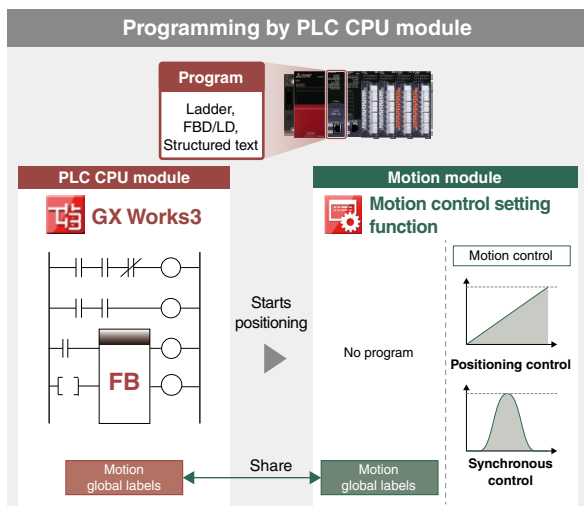 Programming by PLC CPU module
Program
Ladder,
FBD/LD,
Structured text
PLC CPU module
GX Works3
FB
Motion
global labels
Starts
positioning
Share
Motion module
Motion control setting
function
No program
Motion control
Positioning control
Synchronous
control
Motion
global labels